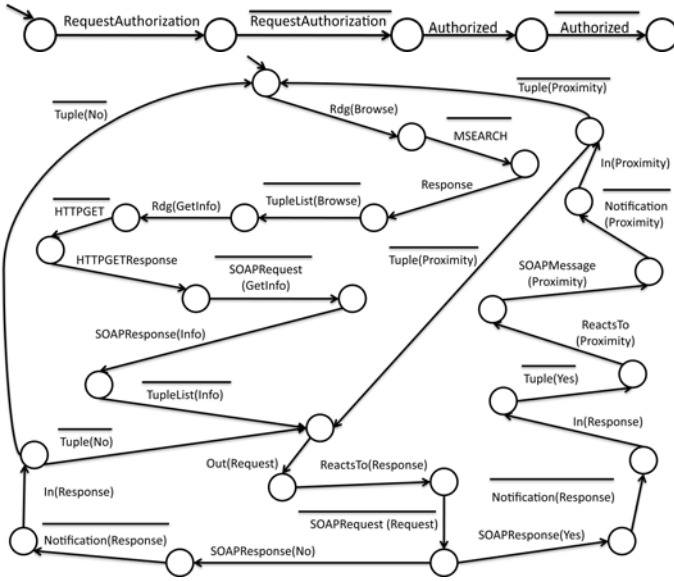 RequestAuthorization
RequestAuthorization
Authorized
Authorized
Tuple(No)
Rdg(Browse)
MSEARCH
Tuple(Proximity)
In(Proximity)
Response
TupleList(Browse)
Rdg(GetInfo)
HTTPGET
Notification
(Proximity)
HTTPGETResponse
SOAPRequest
(GetInfo)
Tuple(Proximity)
SOAPMessage
(Proximity)
SOAPResponse(Info)
ReactsTo
(Proximity)
TupleList(Info)
Tuple(Yes)
Tuple(No)
In(Response)
Out(Request)
ReactsTo(Response)
In(Response)
Notification(Response)
SOAPRequest (Request)
Notification(Response)
SOAPResponse(No)
SOAPResponse(Yes)